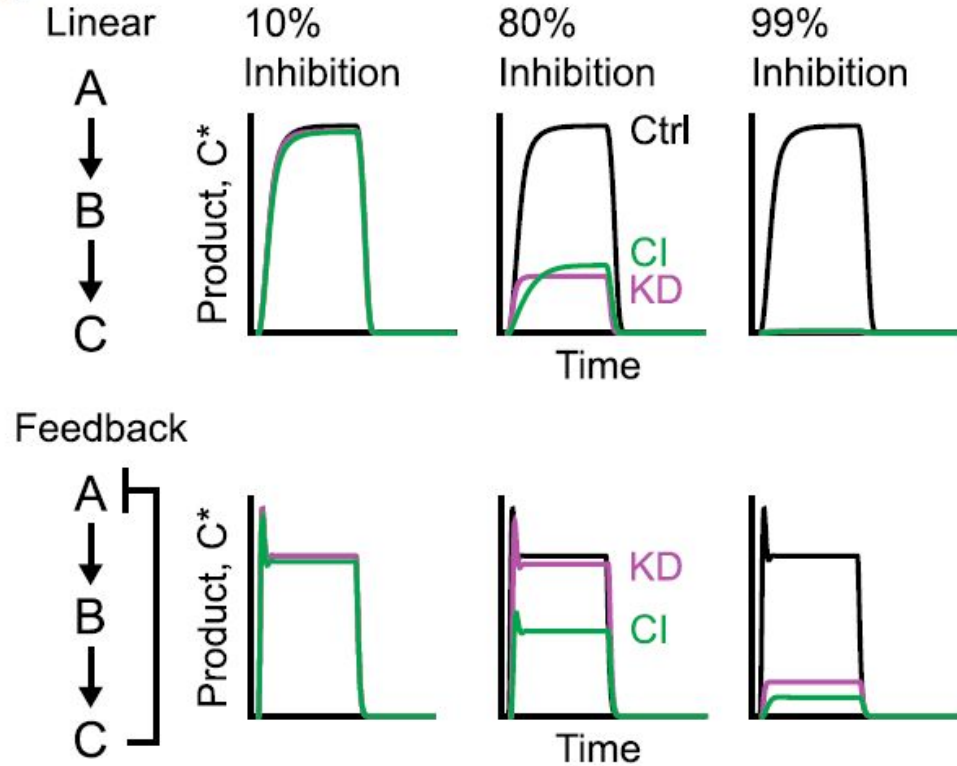 Linear
A
B
C
10%
Inhibition
80%
Inhibition
99%
Inhibition
Product, C*
Ctrl
CI
KD
Time
Feedback
A
B
C
Product, C*
KD
CI
Time